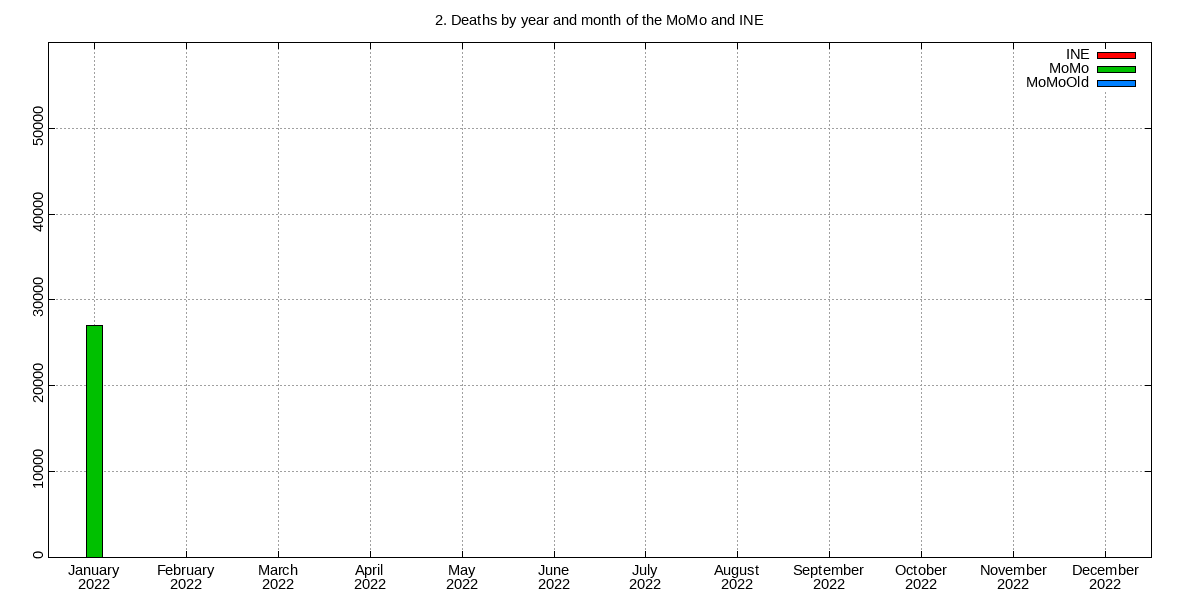 2. Deaths by year and month of the MoMo and INE
INE
MoMo
MoMoOld
50000
40000
30000
20000
10000
0
January February March April May June July August September October November December
2022 2022 2022 2022 2022 2022 2022 2022 2022 2022 2022 2022